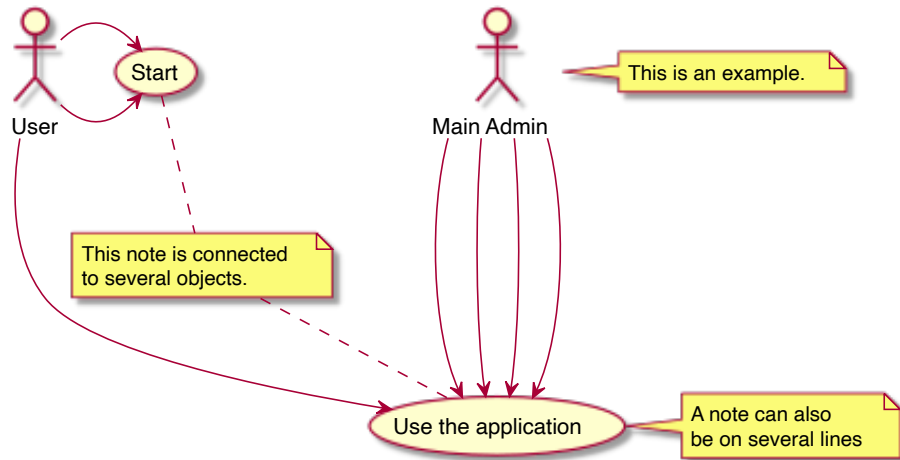 Start
This is an example.
User
Main Admin
This note is connected
to several objects.
Use the application
A note can also
be on several lines